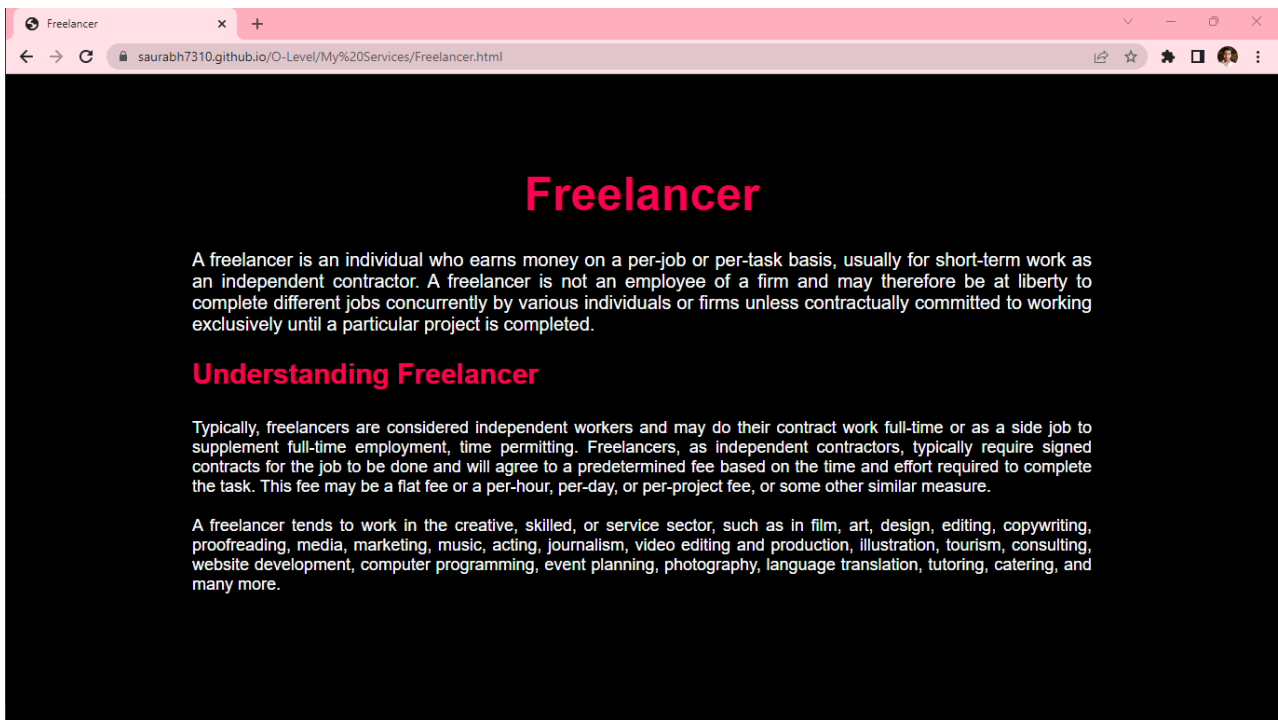 Freelancer
saurabh7310.github.io/O-Level/My%20Services/Freelancer.html
Freelancer
A freelancer is an individual who earns money on a per-job or per-task basis, usually for short-term work as
an independent contractor. A freelancer is not an employee of a firm and may therefore be at liberty to
complete different jobs concurrently by various individuals or firms unless contractually committed to working
exclusively until a particular project is completed.
Understanding Freelancer
Typically, freelancers are considered independent workers and may do their contract work full-time or as a side job to
supplement full-time employment, time permitting. Freelancers, as independent contractors, typically require signed
contracts for the job to be done and will agree to a predetermined fee based on the time and effort required to complete
the task. This fee may be a flat fee or a per-hour, per-day, or per-project fee, or some other similar measure.
A freelancer tends to work in the creative, skilled, or service sector, such as in film, art, design, editing, copywriting,
proofreading, media, marketing, music, acting, journalism, video editing and production, illustration, tourism, consulting,
website development, computer programming, event planning, photography, language translation, tutoring, catering, and
many more.